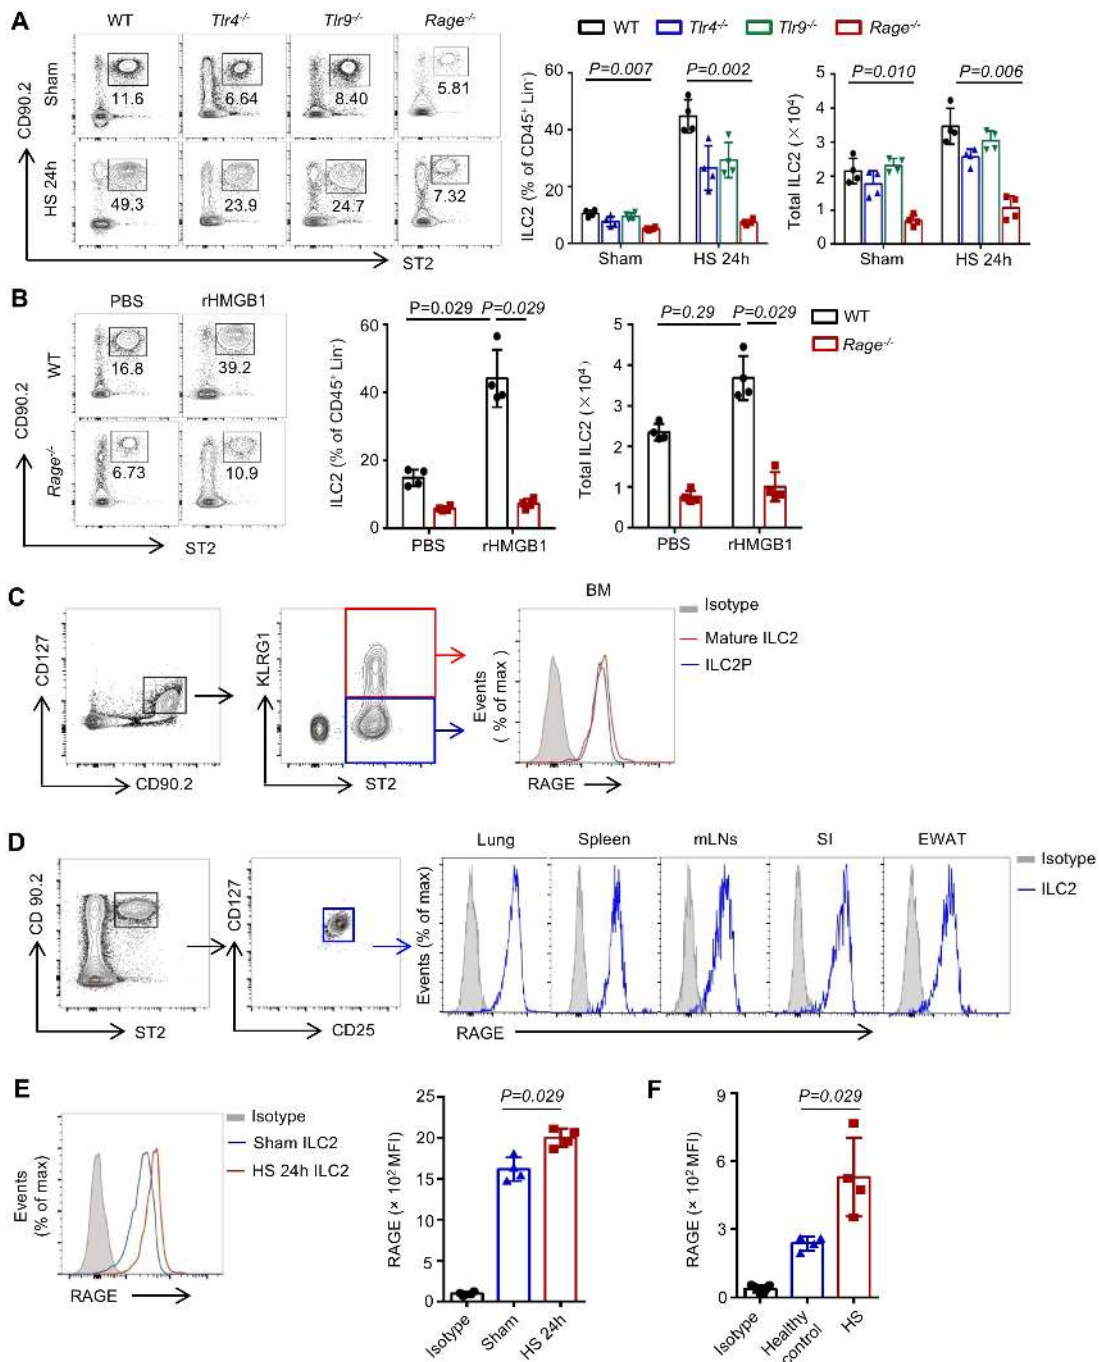 A
WT
Tlr4-/-
Tlr9-/-
Rage-/-
CD90.2
Sham
11.6
6.64
8.40
5.81
HS 24h
49.3
23.9
24.7
7.32
ST2
WT
Tlr4-/-
Tlr9-/-
Rage-/-
ILC2 (% of CD45+ Lin-)
60
40
20
0
P=0.007
P=0.002
Sham
HS 24h
Total ILC2 (×10⁴)
5
4
3
2
1
0
P=0.010
P=0.006
Sham
HS 24h
B
PBS
rHMGB1
CD90.2
WT
16.8
39.2
Rage-/-
6.73
10.9
ST2
ILC2 (% of CD45+ Lin-)
60
40
20
0
P=0.029
P=0.029
PBS
rHMGB1
Total ILC2 (×10⁴)
5
4
3
2
1
0
P=0.29
P=0.029
PBS
rHMGB1
WT
Rage-/-
C
CD127
CD90.2
KLRG1
ST2
BM
Events
( % of max )
RAGE
Isotype
Mature ILC2
ILC2P
D
CD 90.2
ST2
CD127
CD25
Lung
Spleen
mLNs
SI
EWAT
Events (% of max)
RAGE
Isotype
ILC2
E
Events
(% of max)
RAGE
Isotype
Sham ILC2
HS 24h ILC2
RAGE (× 10² MFI)
25
20
15
10
5
0
P=0.029
Isotype
Sham
HS 24h
F
RAGE (× 10² MFI)
9
6
3
0
P=0.029
Isotype
Healthy
control
HS